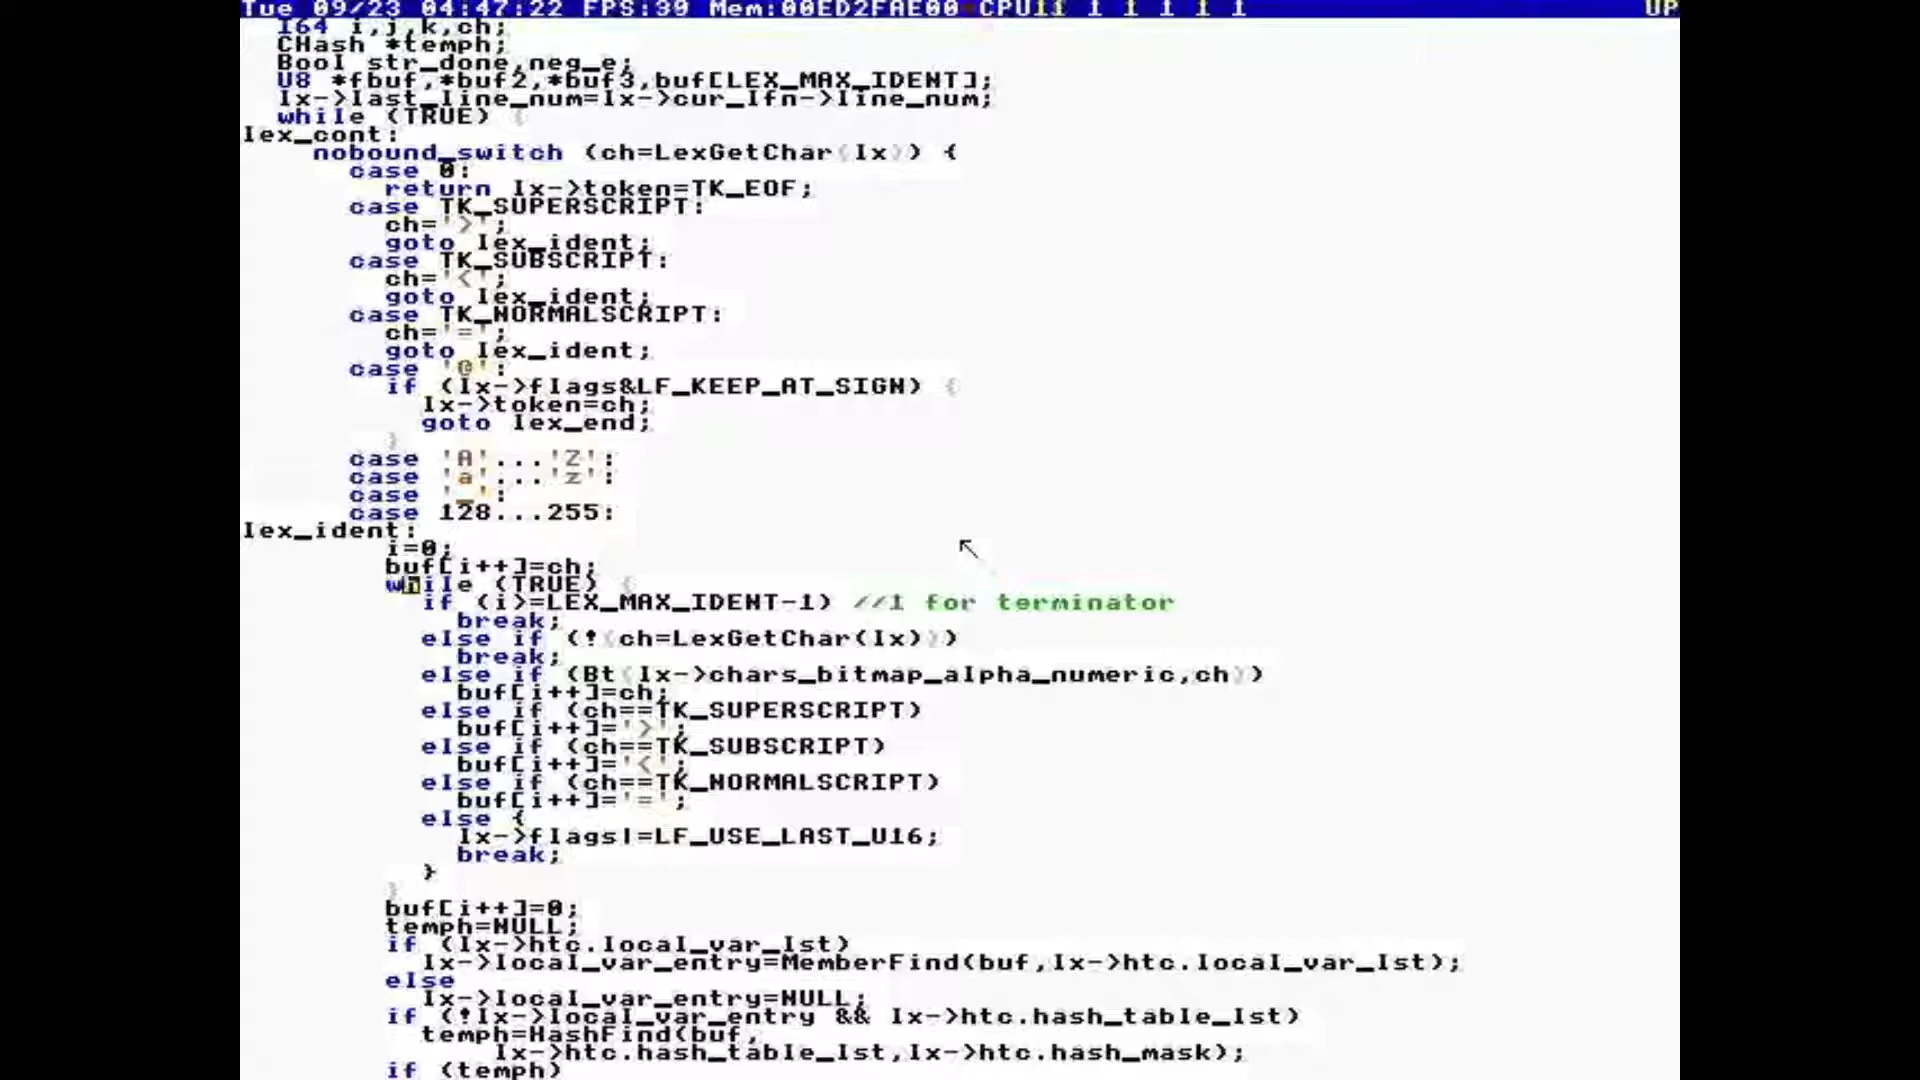 Tue 09/23 04:47:22 FPS:30 Mem:00ED2FAE00 CPU11 1 1 1 1 1 UP
I64 i,j,k,ch;
CHash *temph;
Bool str_done,neg_e;
U8 *fbuf,*buf2,*buf3,buf[LEX_MAX_IDENT];
lx->last_line_num=lx->cur_lfn->line_num;
while (TRUE) {
lex_cont:
nobound_switch (ch=LexGetChar(lx)) {
case 0:
return lx->token=TK_EOF;
case TK_SUPERSCRIPT:
ch='>';
goto lex_ident;
case TK_SUBSCRIPT:
ch='<';
goto lex_ident;
case TK_NORMALSCRIPT:
ch='=';
goto lex_ident;
case '@':
if (lx->flags&LF_KEEP_AT_SIGN) {
lx->token=ch;
goto lex_end;
}
case 'A'...'Z':
case 'a'...'z':
case '_':
case 128...255:
lex_ident:
i=0;
buf[i++]=ch;
while (TRUE) {
if (i>=LEX_MAX_IDENT-1) //1 for terminator
break;
else if (!(ch=LexGetChar(lx)))
break;
else if (Bt(lx->chars_bitmap_alpha_numeric,ch))
buf[i++]=ch;
else if (ch==TK_SUPERSCRIPT)
buf[i++]='>';
else if (ch==TK_SUBSCRIPT)
buf[i++]='<';
else if (ch==TK_NORMALSCRIPT)
buf[i++]='=';
else {
lx->flags|=LF_USE_LAST_U16;
break;
}
}
buf[i++]=0;
temph=NULL;
if (lx->htc.local_var_lst)
lx->local_var_entry=MemberFind(buf,lx->htc.local_var_lst);
else
lx->local_var_entry=NULL;
if (!lx->local_var_entry && lx->htc.hash_table_lst)
temph=HashFind(buf,
lx->htc.hash_table_lst,lx->htc.hash_mask);
if (temph)